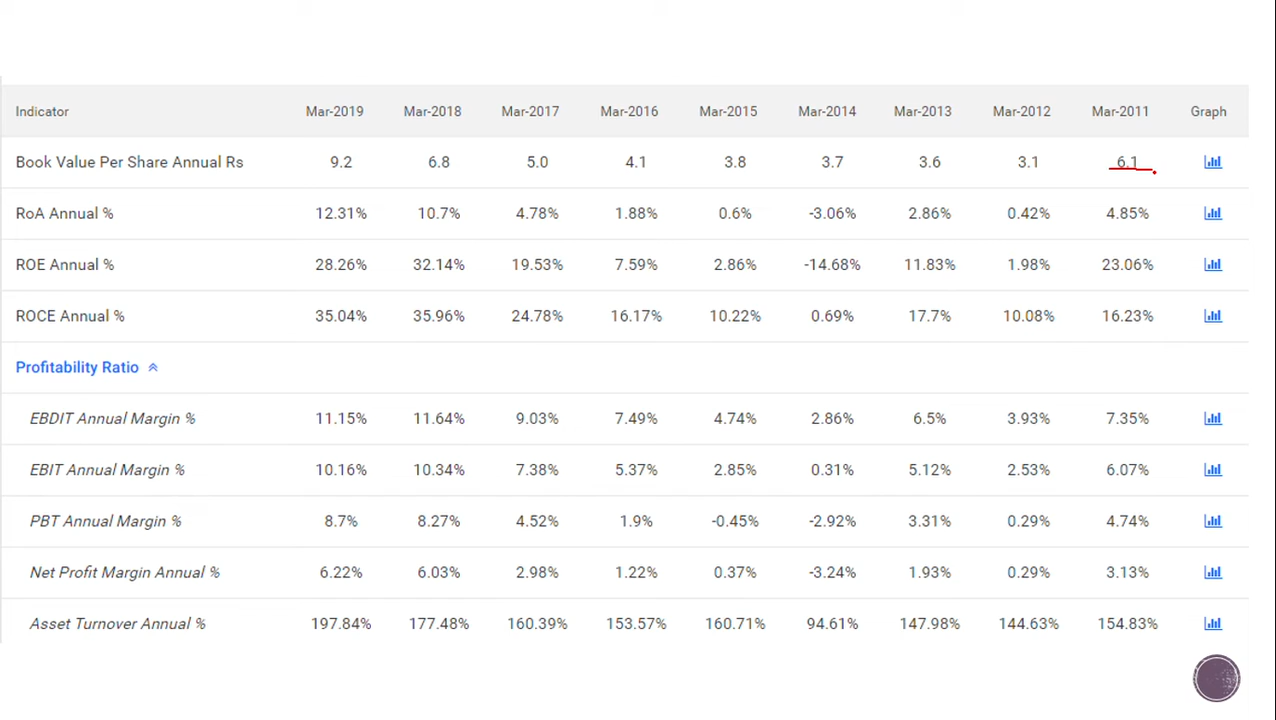 Indicator Mar-2019 Mar-2018 Mar-2017 Mar-2016 Mar-2015 Mar-2014 Mar-2013 Mar-2012 Mar-2011 Graph
Book Value Per Share Annual Rs 9.2 6.8 5.0 4.1 3.8 3.7 3.6 3.1 6.1
RoA Annual % 12.31% 10.7% 4.78% 1.88% 0.6% -3.06% 2.86% 0.42% 4.85%
ROE Annual % 28.26% 32.14% 19.53% 7.59% 2.86% -14.68% 11.83% 1.98% 23.06%
ROCE Annual % 35.04% 35.96% 24.78% 16.17% 10.22% 0.69% 17.7% 10.08% 16.23%
Profitability Ratio
EBDIT Annual Margin % 11.15% 11.64% 9.03% 7.49% 4.74% 2.86% 6.5% 3.93% 7.35%
EBIT Annual Margin % 10.16% 10.34% 7.38% 5.37% 2.85% 0.31% 5.12% 2.53% 6.07%
PBT Annual Margin % 8.7% 8.27% 4.52% 1.9% -0.45% -2.92% 3.31% 0.29% 4.74%
Net Profit Margin Annual % 6.22% 6.03% 2.98% 1.22% 0.37% -3.24% 1.93% 0.29% 3.13%
Asset Turnover Annual % 197.84% 177.48% 160.39% 153.57% 160.71% 94.61% 147.98% 144.63% 154.83%